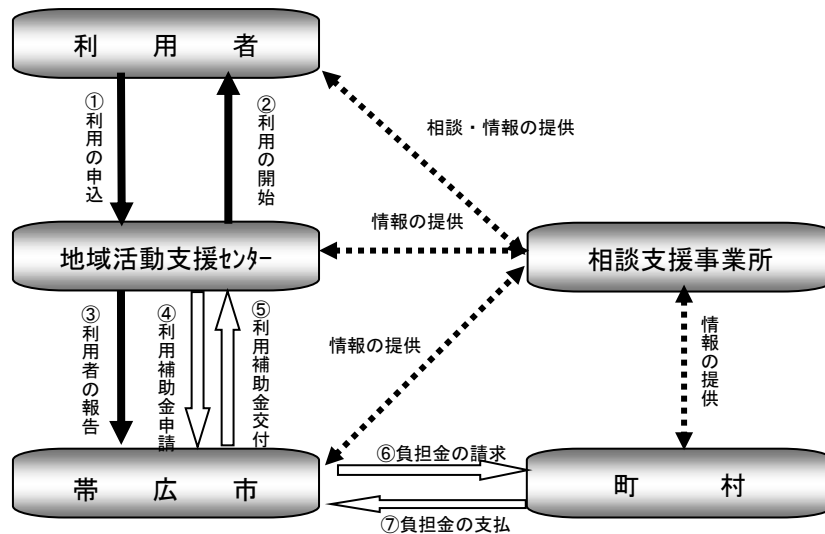 利　用　者
①利用の申込
②利用の開始
相談・情報の提供
情報の提供
地域活動支援ｾﾝﾀｰ
相談支援事業所
③利用者の報告
④利用補助金申請
⑤利用補助金交付
情報の提供
情報の提供
帯　広　市
⑥負担金の請求
町　　村
⑦負担金の支払